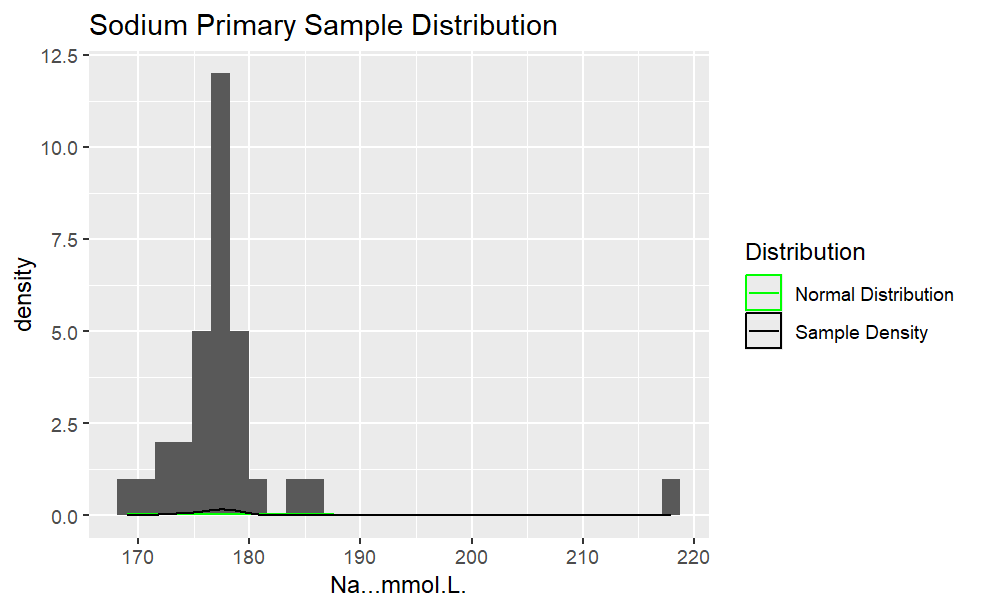 Sodium Primary Sample Distribution
12.5
10.0
7.5
5.0
2.5
0.0
density
170 180 190 200 210 220
Na...mmol.L.
Distribution
Normal Distribution
Sample Density